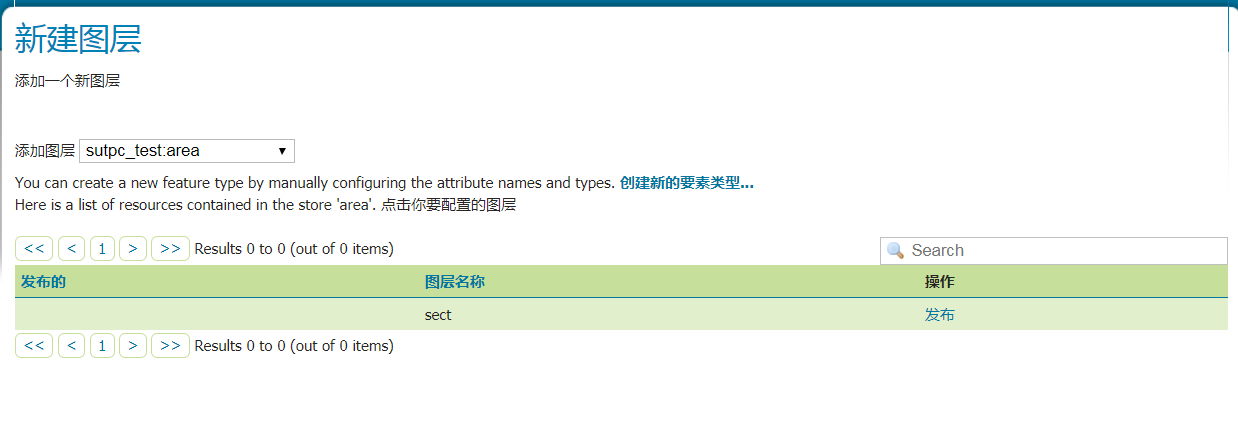 新建图层
添加一个新图层
添加图层 sutpc_test:area
You can create a new feature type by manually configuring the attribute names and types. 创建新的要素类型...
Here is a list of resources contained in the store 'area'. 点击你要配置的图层
<< < 1 > >> Results 0 to 0 (out of 0 items) Search
发布的 图层名称 操作
sect 发布
<< < 1 > >> Results 0 to 0 (out of 0 items)